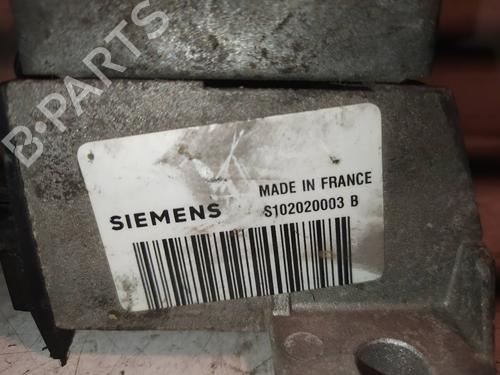 B-PARTS
MADE IN FRANCE
SIEMENS
S102020003 B